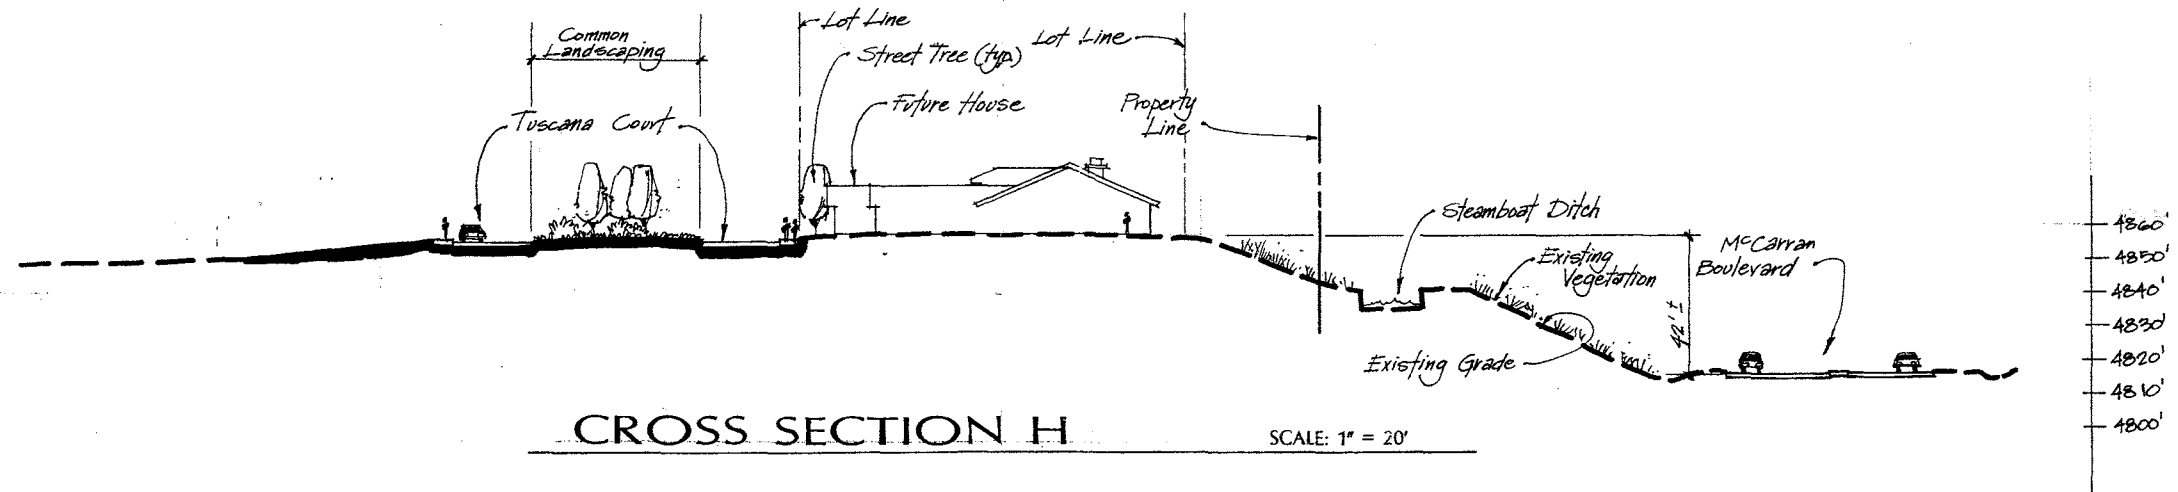 Common
Landscaping
Lot Line
Street Tree (typ)
Lot Line
Future House
Property
Line
Tuscana Court
Steamboat Ditch
Existing
Vegetation
McCarran
Boulevard
42' ±
Existing Grade
4860'
4850'
4840'
4830'
4820'
4810'
4800'
CROSS SECTION H
SCALE: 1" = 20'